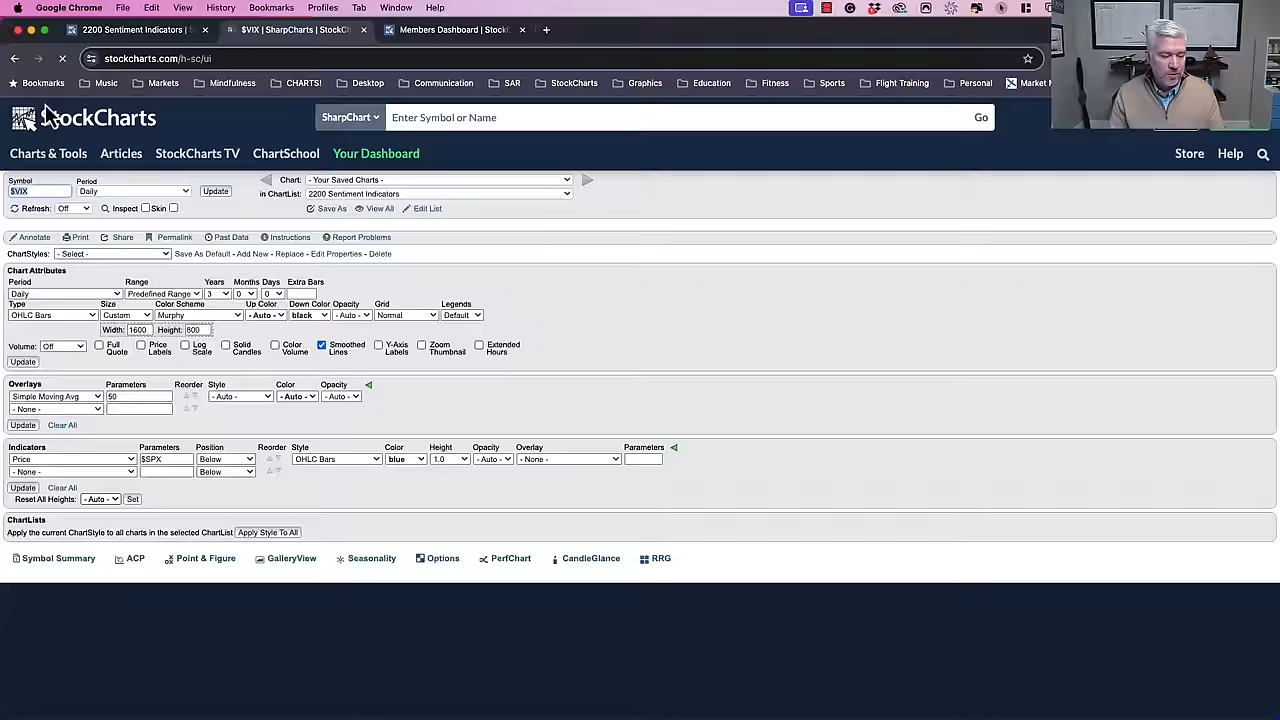 Google Chrome File Edit View History Bookmarks Profiles Tab Window Help
2200 Sentiment Indicators | $VIX | SharpCharts | StockC Members Dashboard | StockC
stockcharts.com/h-sc/ui
Bookmarks Music Markets Mindfulness CHARTS! Desktop Communication SAR StockCharts Graphics Education Fitness Sports Flight Training Personal Market
StockCharts SharpChart Enter Symbol or Name Go
Charts & Tools Articles StockCharts TV ChartSchool Your Dashboard Store Help
Symbol Period Chart: - Your Saved Charts -
$VIX Daily Update in ChartList: 2200 Sentiment Indicators
Refresh: Off Inspect Skin Save As View All Edit List
Annotate Print Share Permalink Past Data Instructions Report Problems
ChartStyles: - Select - Save As Default - Add New - Replace - Edit Properties - Delete
Chart Attributes
Period Range Years Months Days Extra Bars
Daily Predefined Range 3 0 0
Type Size Color Scheme Up Color Down Color Opacity Grid Legends
OHLC Bars Custom Murphy - Auto - black - Auto - Normal Default
Width: 1600 Height: 800
Volume: Off Full Quote Price Labels Log Scale Solid Candles Color Volume Smoothed Lines Y-Axis Labels Zoom Thumbnail Extended Hours
Update
Overlays Parameters Reorder Style Color Opacity
Simple Moving Avg 50 - Auto - - Auto - - Auto -
- None -
Update Clear All
Indicators Parameters Position Reorder Style Color Height Opacity Overlay Parameters
Price $SPX Below OHLC Bars blue 1.0 - Auto - - None -
- None - Below
Update Clear All
Reset All Heights: - Auto - Set
ChartLists
Apply the current ChartStyle to all charts in the selected ChartList Apply Style To All
Symbol Summary ACP Point & Figure GalleryView Seasonality Options PerfChart CandleGlance RRG